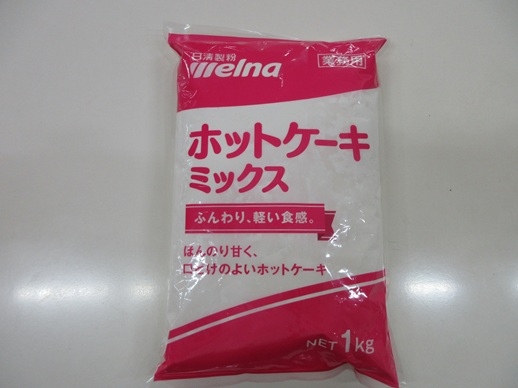 日清製粉
Welna
業務用
ホットケーキ
ミックス
ふんわり、軽い食感。
ほんのり甘く、
口どけのよいホットケーキ
NET 1kg